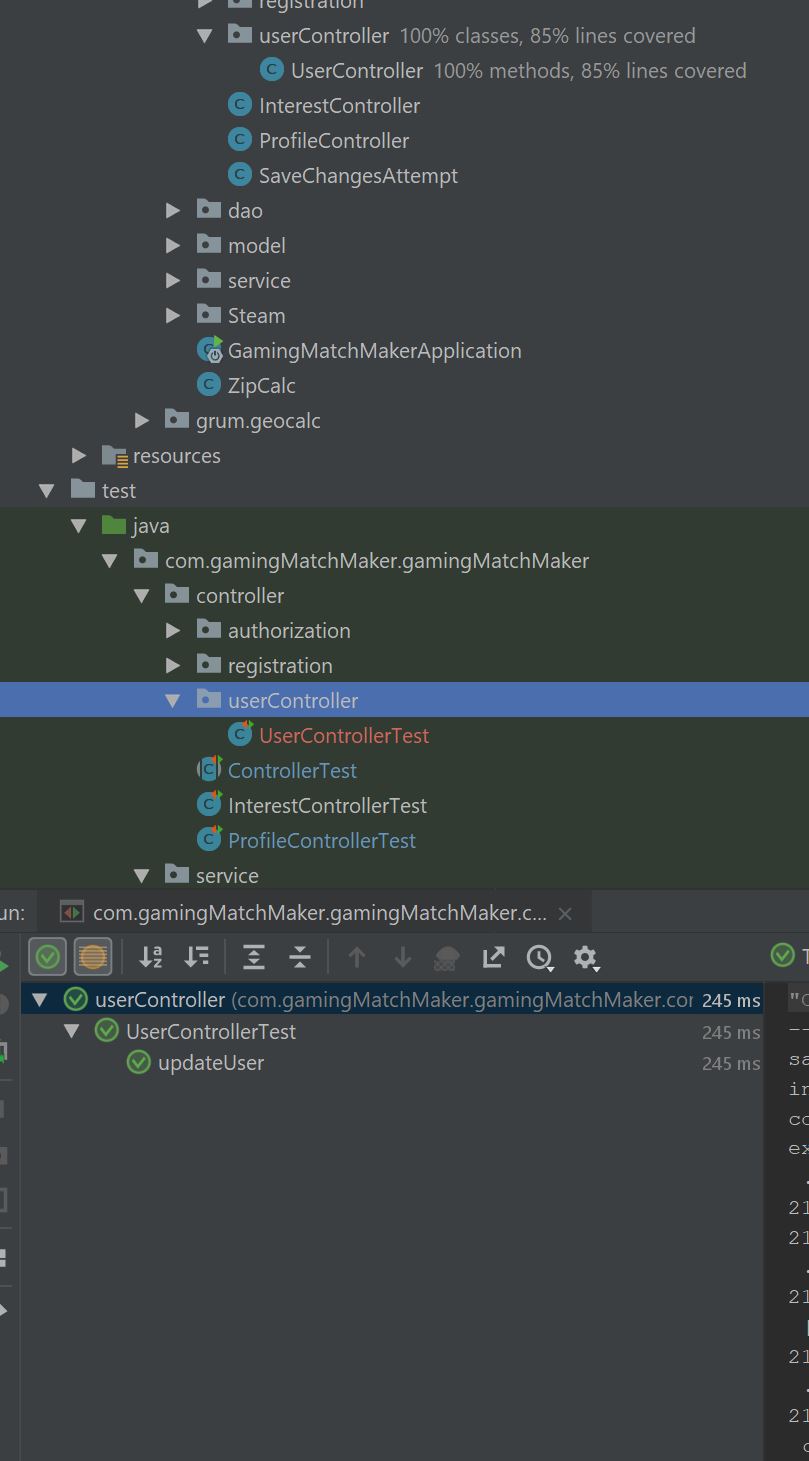 registration
userController 100% classes, 85% lines covered
UserController 100% methods, 85% lines covered
InterestController
ProfileController
SaveChangesAttempt
dao
model
service
Steam
GamingMatchMakerApplication
ZipCalc
grum.geocalc
resources
test
java
com.gamingMatchMaker.gamingMatchMaker
controller
authorization
registration
userController
UserControllerTest
ControllerTest
InterestControllerTest
ProfileControllerTest
service
un: com.gamingMatchMaker.gamingMatchMaker.c...
userController (com.gamingMatchMaker.gamingMatchMaker.cor 245 ms
--
UserControllerTest 245 ms
sa
updateUser 245 ms
in
co
ex
21
21
21
21
21